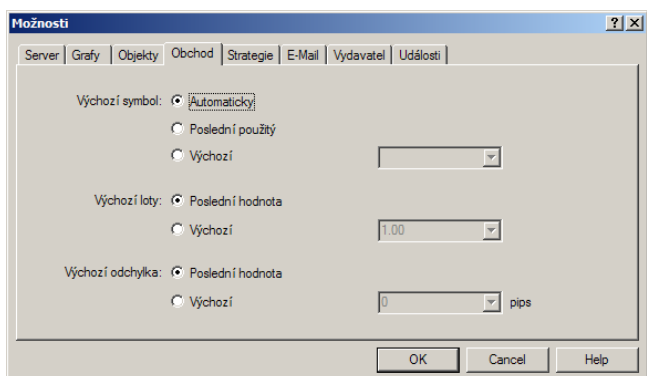 Možnosti
Server Grafy Objekty Obchod Strategie E-Mail Vydavatel Události
Výchozí symbol: Automaticky
Poslední použitý
Výchozí
Výchozí loty: Poslední hodnota
Výchozí 1.00
Výchozí odchylka: Poslední hodnota
Výchozí 0 pips
OK Cancel Help